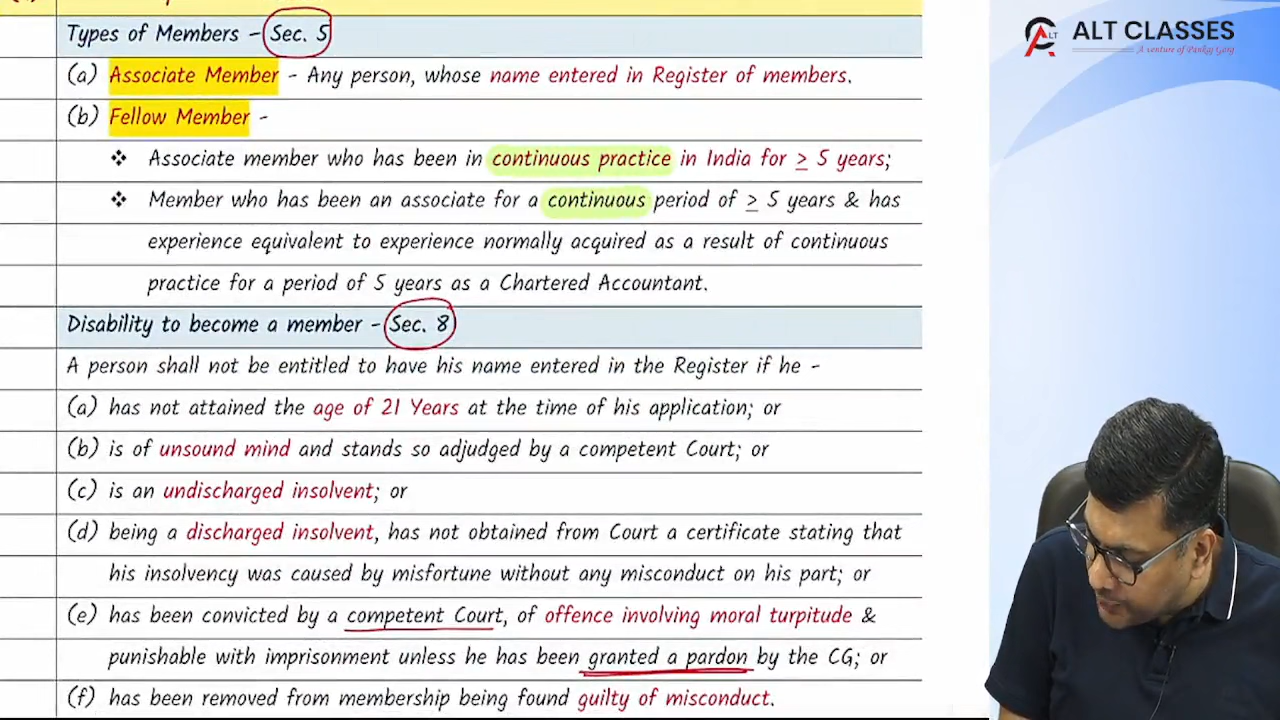 ALT CLASSES
A venture of Pankaj Garg
ALT
Types of Members – Sec. 5
(a) Associate Member - Any person, whose name entered in Register of members.
(b) Fellow Member -
❖ Associate member who has been in continuous practice in India for ≥ 5 years;
❖ Member who has been an associate for a continuous period of ≥ 5 years & has
experience equivalent to experience normally acquired as a result of continuous
practice for a period of 5 years as a Chartered Accountant.
Disability to become a member - Sec. 8
A person shall not be entitled to have his name entered in the Register if he -
(a) has not attained the age of 21 Years at the time of his application; or
(b) is of unsound mind and stands so adjudged by a competent Court; or
(c) is an undischarged insolvent; or
(d) being a discharged insolvent, has not obtained from Court a certificate stating that
his insolvency was caused by misfortune without any misconduct on his part; or
(e) has been convicted by a competent Court, of offence involving moral turpitude &
punishable with imprisonment unless he has been granted a pardon by the CG; or
(f) has been removed from membership being found guilty of misconduct.